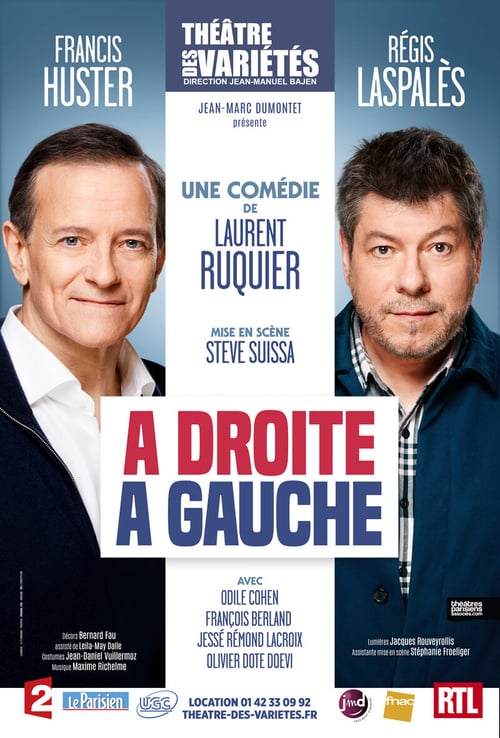 FRANCIS
HUSTER
THÉÂTRE
DES VARIÉTÉS
DIRECTION JEAN-MANUEL BAJEN
RÉGIS
LASPALÈS
JEAN-MARC DUMONTET
présente
UNE COMÉDIE
DE
LAURENT
RUQUIER
MISE EN SCÈNE
STEVE SUISSA
A DROITE
A GAUCHE
AVEC
ODILE COHEN
FRANÇOIS BERLAND
JESSÉ RÉMOND LACROIX
OLIVIER DOTE DOEVI
Décors Bernard Fau
assisté de Leïla-May Dalle
Costumes Jean-Daniel Vuillermoz
Musique Maxime Richelme
théâtres
parisiens
associés.com
Lumières Jacques Rouveyrollis
Assistante mise en scène Stéphanie Froeliger
2
Le Parisien
UGC
LOCATION 01 42 33 09 92
THEATRE-DES-VARIETES.FR
jmd
fnac
RTL